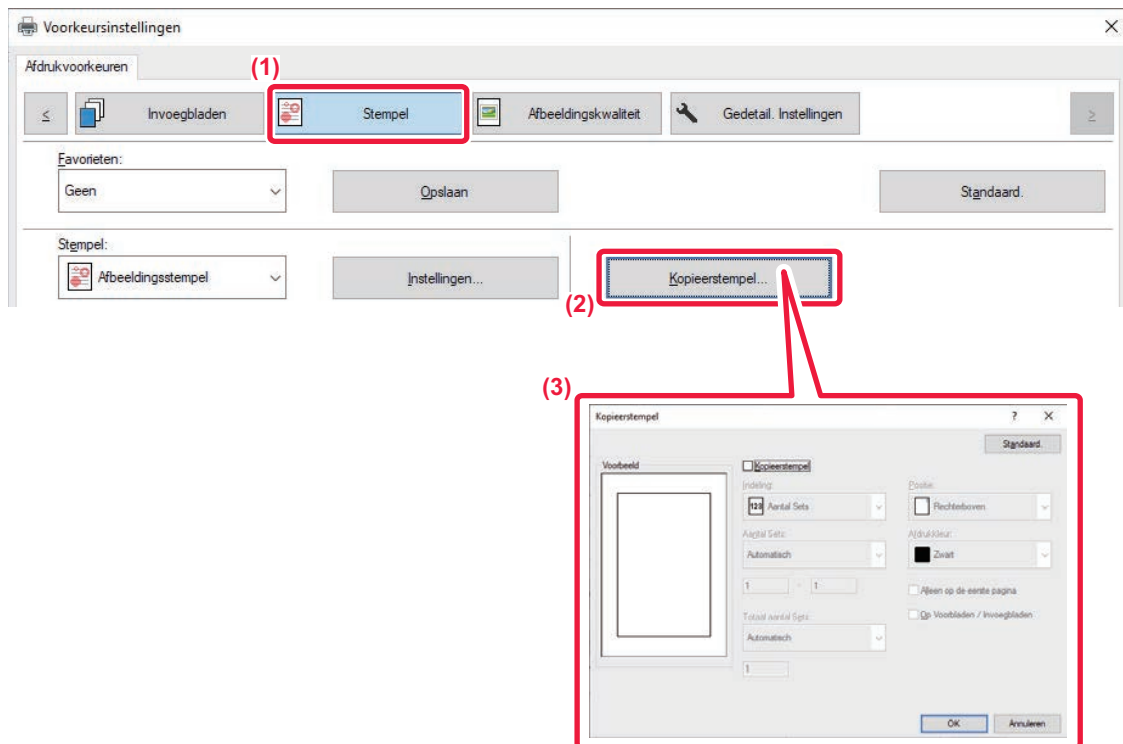 Voorkeursinstellingen
Afdrukvoorkeuren
(1)
< Invoegbladen Stempel Afbeeldingskwaliteit Gedetail. Instellingen >
Favorieten:
Geen Opslaan Standaard.
Stempel:
Afbeeldingsstempel Instellingen... Kopieerstempel...
(2)
(3)
Kopieerstempel ?
Standaard.
Voorbeeld Kopieerstempel
Indeling: Positie:
123 Aantal Sets Rechterboven
Aantal Sets: Afdrukkleur:
Automatisch Zwart
1 - 1 Alleen op de eerste pagina
Totaal aantal Sets: Op Voorbladen / Invoegbladen
Automatisch
1
OK Annuleren